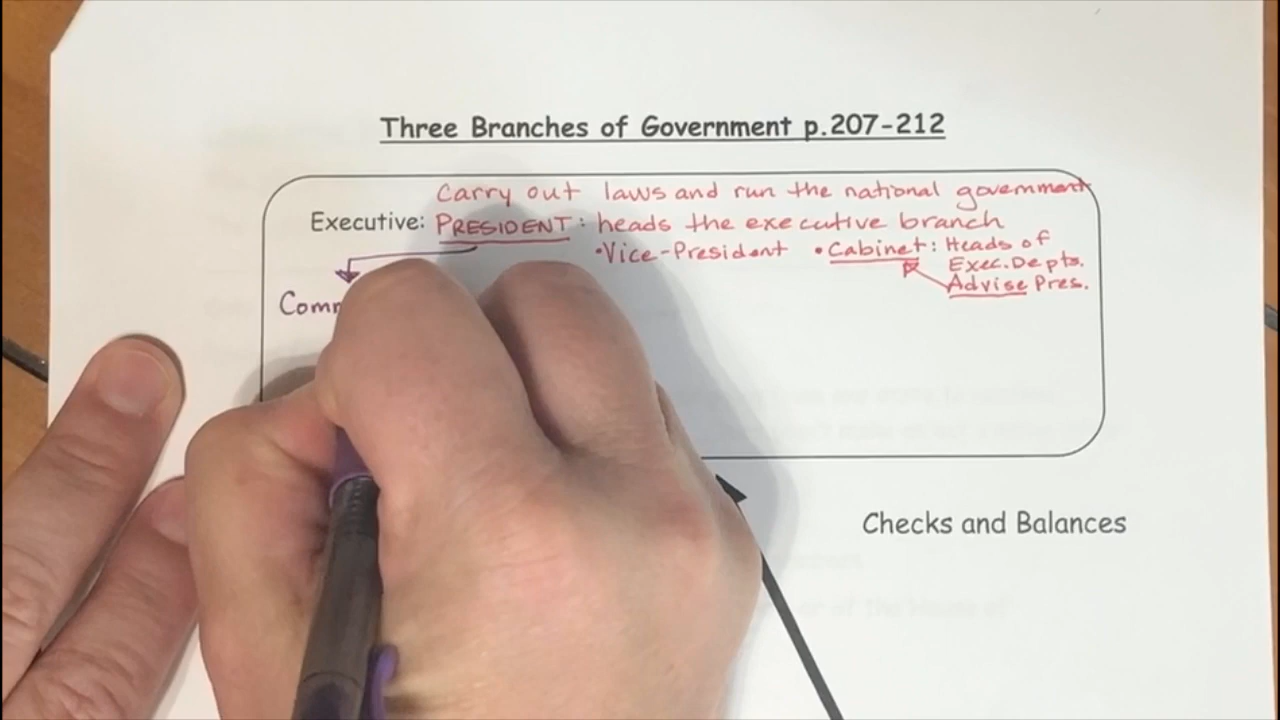 Three Branches of Government p.207-212
Carry out laws and run the national government
Executive: PRESIDENT: heads the executive branch
•Vice-President •Cabinet: Heads of
Exec. Depts.
Advise Pres.
Comm
Checks and Balances